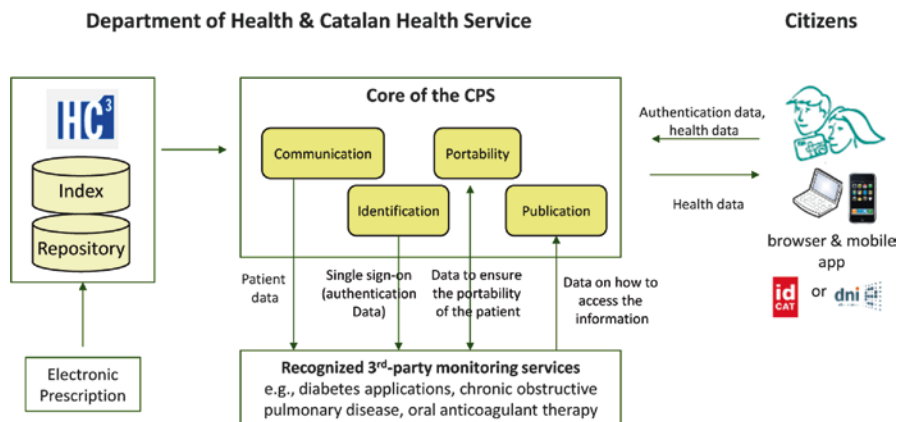 Department of Health & Catalan Health Service
Citizens
IHC3
Index
Repository
Electronic
Prescription
Core of the CPS
Communication
Portability
Identification
Publication
Authentication data,
health data
Health data
browser & mobile
app
id
CAT
or
dni
Patient
data
Single sign-on
(authentication
Data)
Data to ensure
the portability
of the patient
Data on how to
access the
information
Recognized 3rd-party monitoring services
e.g., diabetes applications, chronic obstructive
pulmonary disease, oral anticoagulant therapy